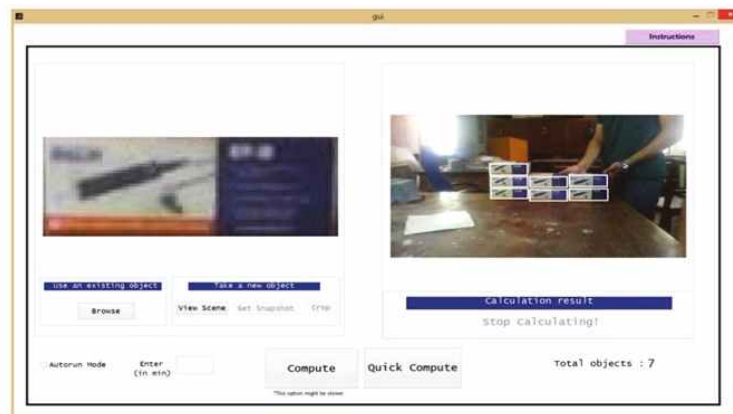 gui
Instructions
Use an existing object
Take a new object
Browse
View Scene
Get Snapshot
Crop
Calculation result
Stop Calculating!
Autorun Mode
Enter
(in min)
Compute
Quick Compute
Total objects : 7
*This option might be slower